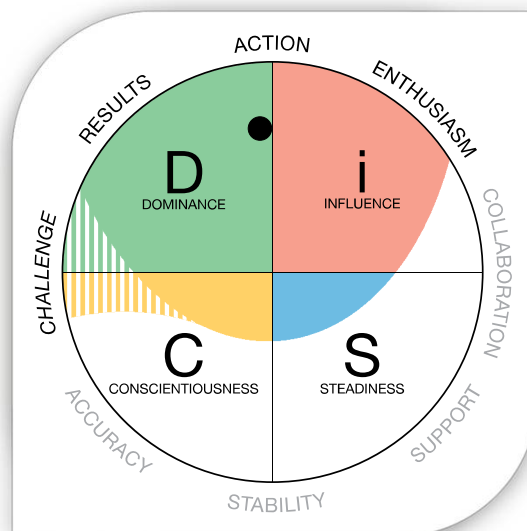 ACTION
RESULTS
ENTHUSIASM
D
DOMINANCE
i
INFLUENCE
CHALLENGE
COLLABORATION
C
CONSCIENTIOUSNESS
S
STEADINESS
ACCURACY
SUPPORT
STABILITY